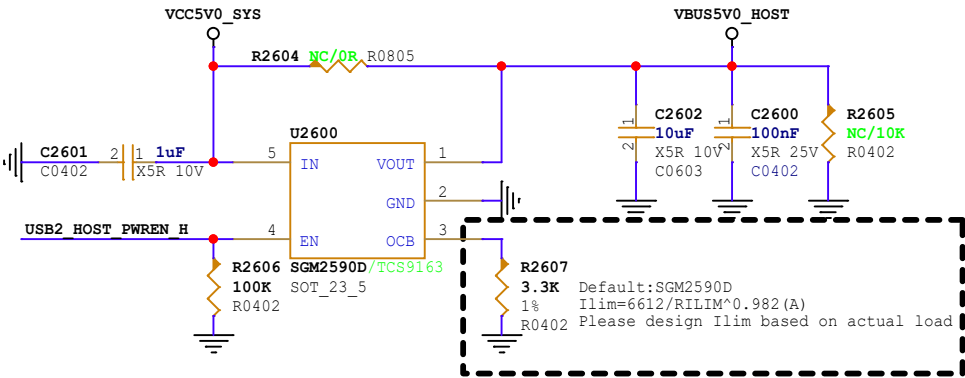 VCC5V0_SYS
VBUS5V0_HOST
R2604 NC/0R R0805
C2601
C0402
2 1 1uF
X5R 10V
U2600
5 IN VOUT 1
GND 2
4 EN OCB 3
SGM2590D/TCS9163
SOT_23_5
USB2_HOST_PWREN_H
R2606
100K
R0402
1 2
C2602
10uF
X5R 10V
C0603
1 2
C2600
100nF
X5R 25V
C0402
R2605
NC/10K
R0402
R2607
3.3K
1%
R0402
Default:SGM2590D
Ilim=6612/RILIM^0.982(A)
Please design Ilim based on actual load